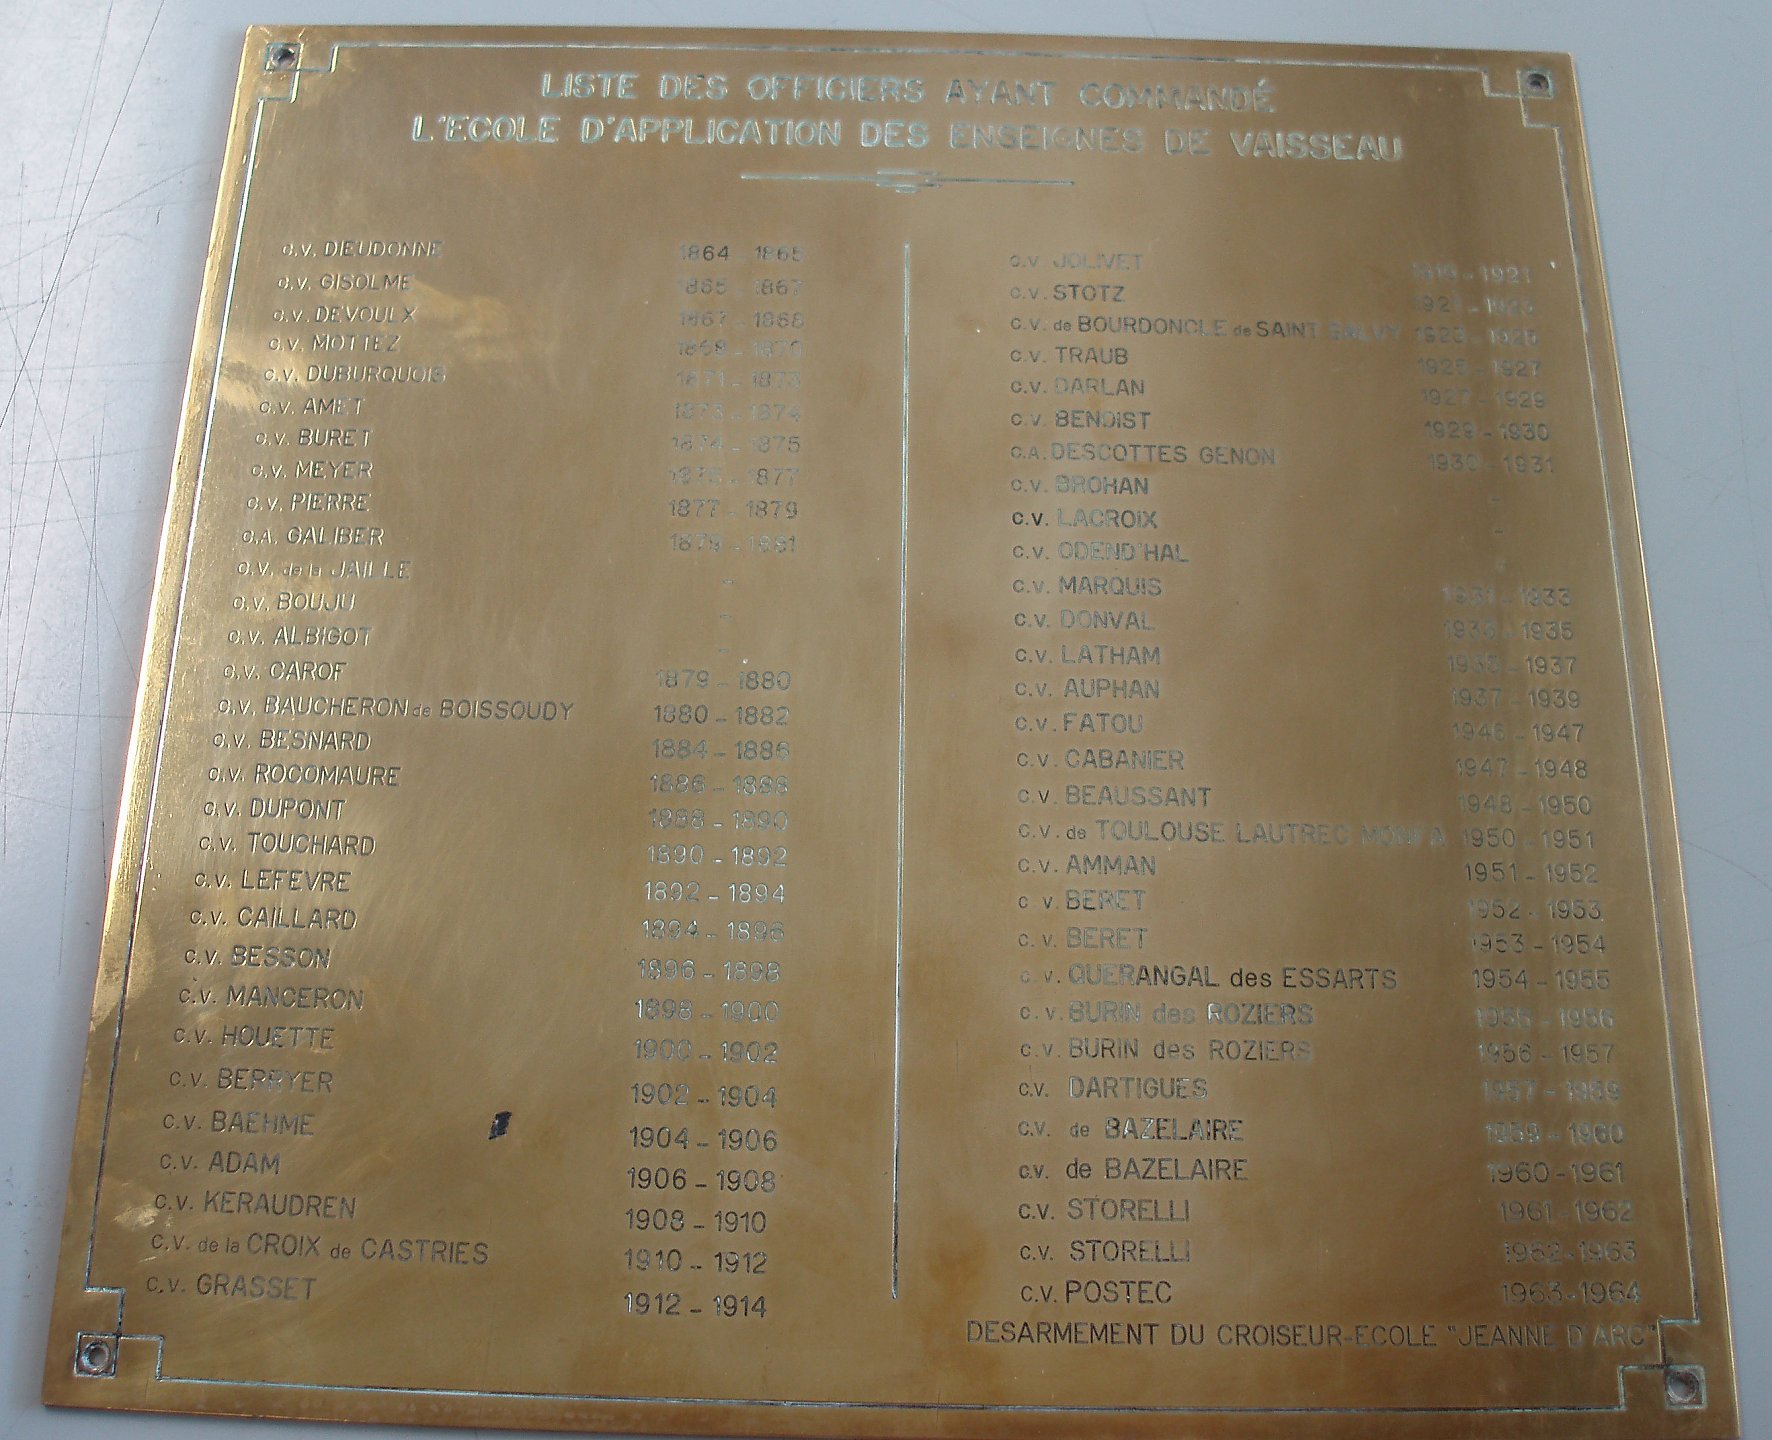 LISTE DES OFFICIERS AYANT COMMANDÉ
L'ECOLE D'APPLICATION DES ENSEIGNES DE VAISSEAU
C.V. DIEUDONNE 1864 - 1865
C.V. GISOLME 1865 - 1867
C.V. DEVOULX 1867 - 1868
C.V. MOTTEZ 1868 - 1870
C.V. DUBURQUOIS 1871 - 1873
C.V. AMET 1873 - 1874
C.V. BURET 1874 - 1875
C.V. MEYER 1875 - 1877
C.V. PIERRE 1877 - 1879
C.A. GALIBER 1879 - 1881
C.V. de la JAILLE -
C.V. BOUJU -
C.V. ALBIGOT -
C.V. CAROF 1879 - 1880
C.V. BAUCHERON de BOISSOUDY 1880 - 1882
C.V. BESNARD 1884 - 1886
C.V. ROCOMAURE 1886 - 1888
C.V. DUPONT 1888 - 1890
C.V. TOUCHARD 1890 - 1892
C.V. LEFEVRE 1892 - 1894
C.V. CAILLARD 1894 - 1896
C.V. BESSON 1896 - 1898
C.V. MANCERON 1898 - 1900
C.V. HOUETTE 1900 - 1902
C.V. BERRYER 1902 - 1904
C.V. BAEHME 1904 - 1906
C.V. ADAM 1906 - 1908
C.V. KERAUDREN 1908 - 1910
C.V. de la CROIX de CASTRIES 1910 - 1912
C.V. GRASSET 1912 - 1914
C.V. JOLIVET 1919 - 1921
C.V. STOTZ 1921 - 1923
C.V. de BOURDONCLE de SAINT SALVY 1923 - 1925
C.V. TRAUB 1925 - 1927
C.V. DARLAN 1927 - 1929
C.V. BENOIST 1929 - 1930
C.A. DESCOTTES GENON 1930 - 1931
C.V. BROHAN -
C.V. LACROIX -
C.V. ODEND'HAL -
C.V. MARQUIS 1931 - 1933
C.V. DONVAL 1933 - 1935
C.V. LATHAM 1935 - 1937
C.V. AUPHAN 1937 - 1939
C.V. FATOU 1946 - 1947
C.V. CABANIER 1947 - 1948
C.V. BEAUSSANT 1948 - 1950
C.V. de TOULOUSE LAUTREC MONFA 1950 - 1951
C.V. AMMAN 1951 - 1952
C V. BERET 1952 - 1953
C. V. BERET 1953 - 1954
C. V. QUERANGAL des ESSARTS 1954 - 1955
C. V. BURIN des ROZIERS 1955 - 1956
C.V. BURIN des ROZIERS 1956 - 1957
C.V. DARTIGUES 1957 - 1959
C.V. de BAZELAIRE 1959 - 1960
C.V. de BAZELAIRE 1960 - 1961
C.V. STORELLI 1961 - 1962
C.V. STORELLI 1962 - 1963
C.V. POSTEC 1963 - 1964
DESARMEMENT DU CROISEUR-ECOLE "JEANNE D'ARC"